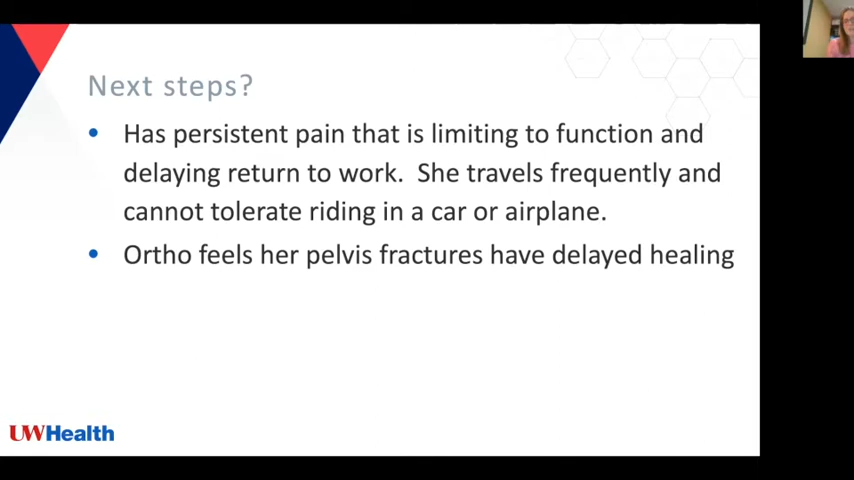 Next steps?
• Has persistent pain that is limiting to function and
delaying return to work. She travels frequently and
cannot tolerate riding in a car or airplane.
• Ortho feels her pelvis fractures have delayed healing
UWHealth